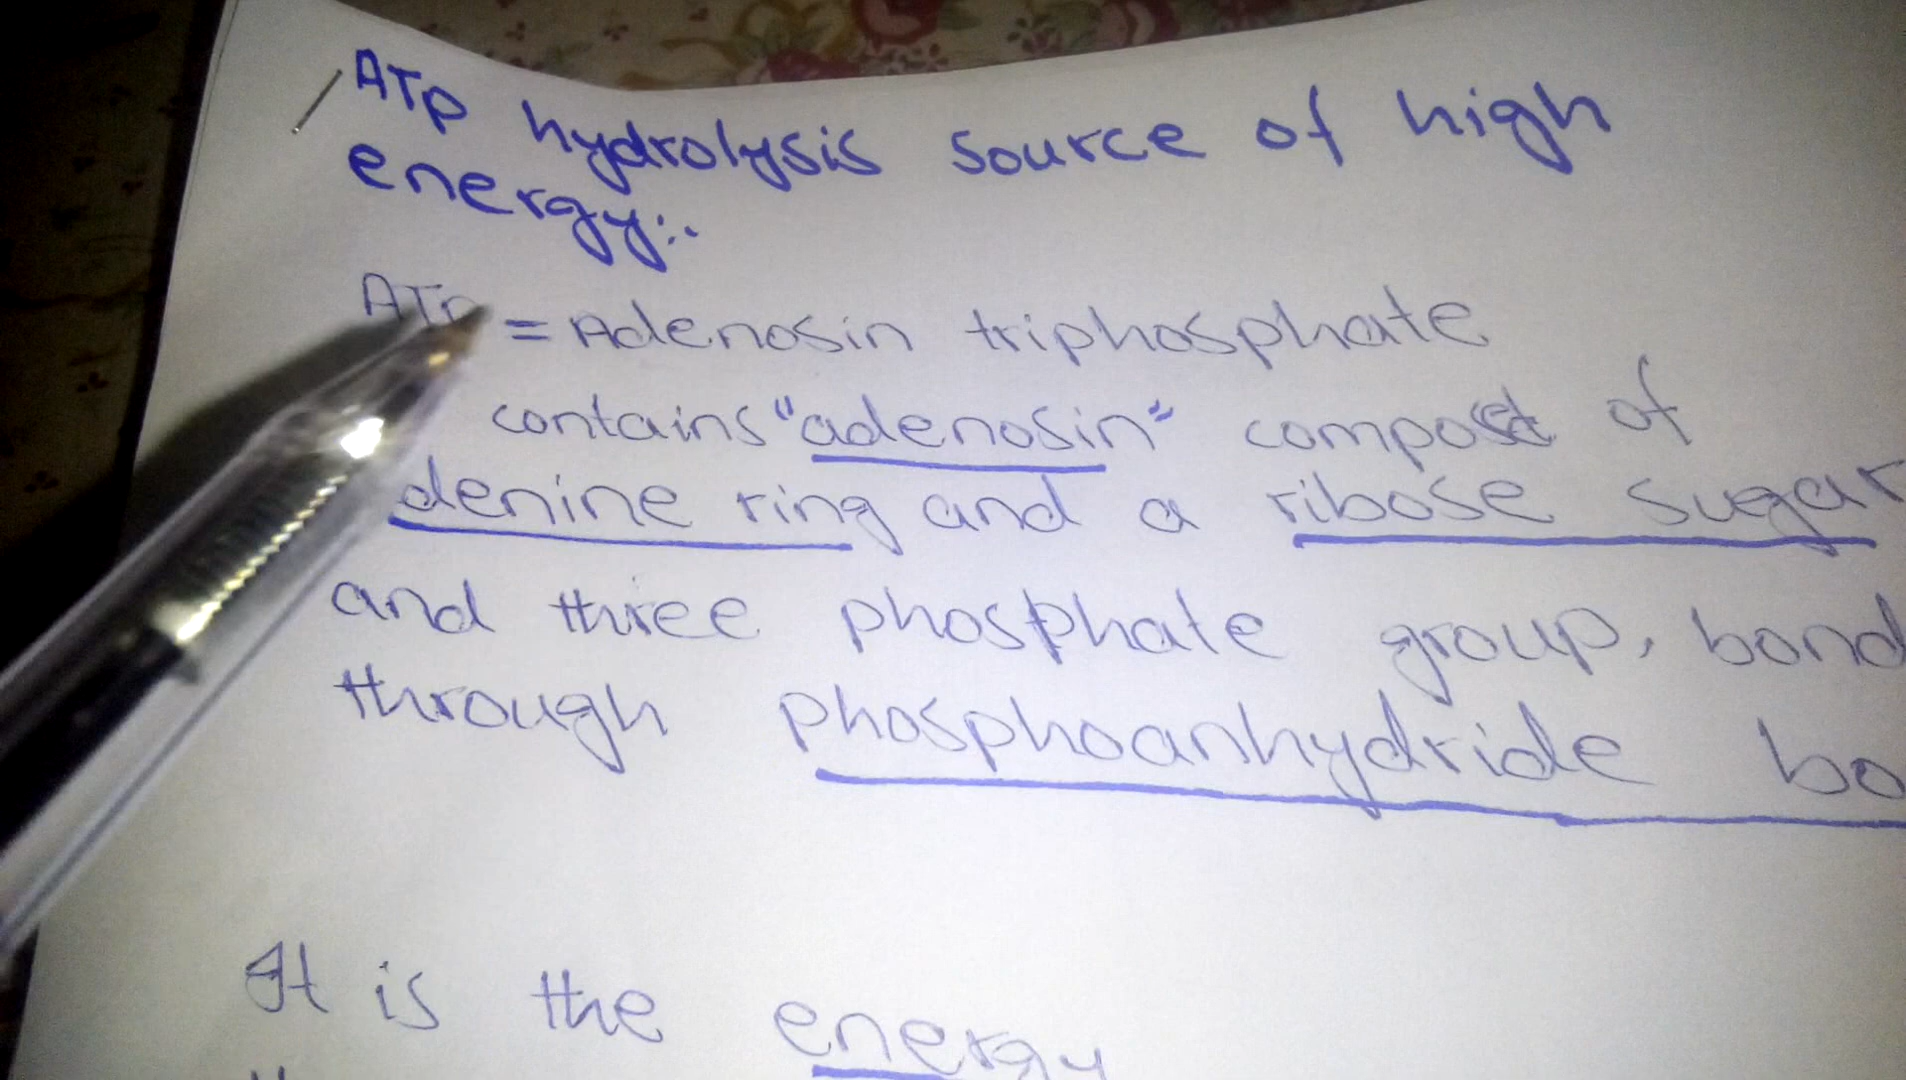 ATP hydrolysis source of high
energy:.
ATP = Adenosin triphosphate
contains "adenosin" compost of
denine ring and a ribose sugar
and three phosphate group, bond
through phosphoanhydride bo
It is the energy